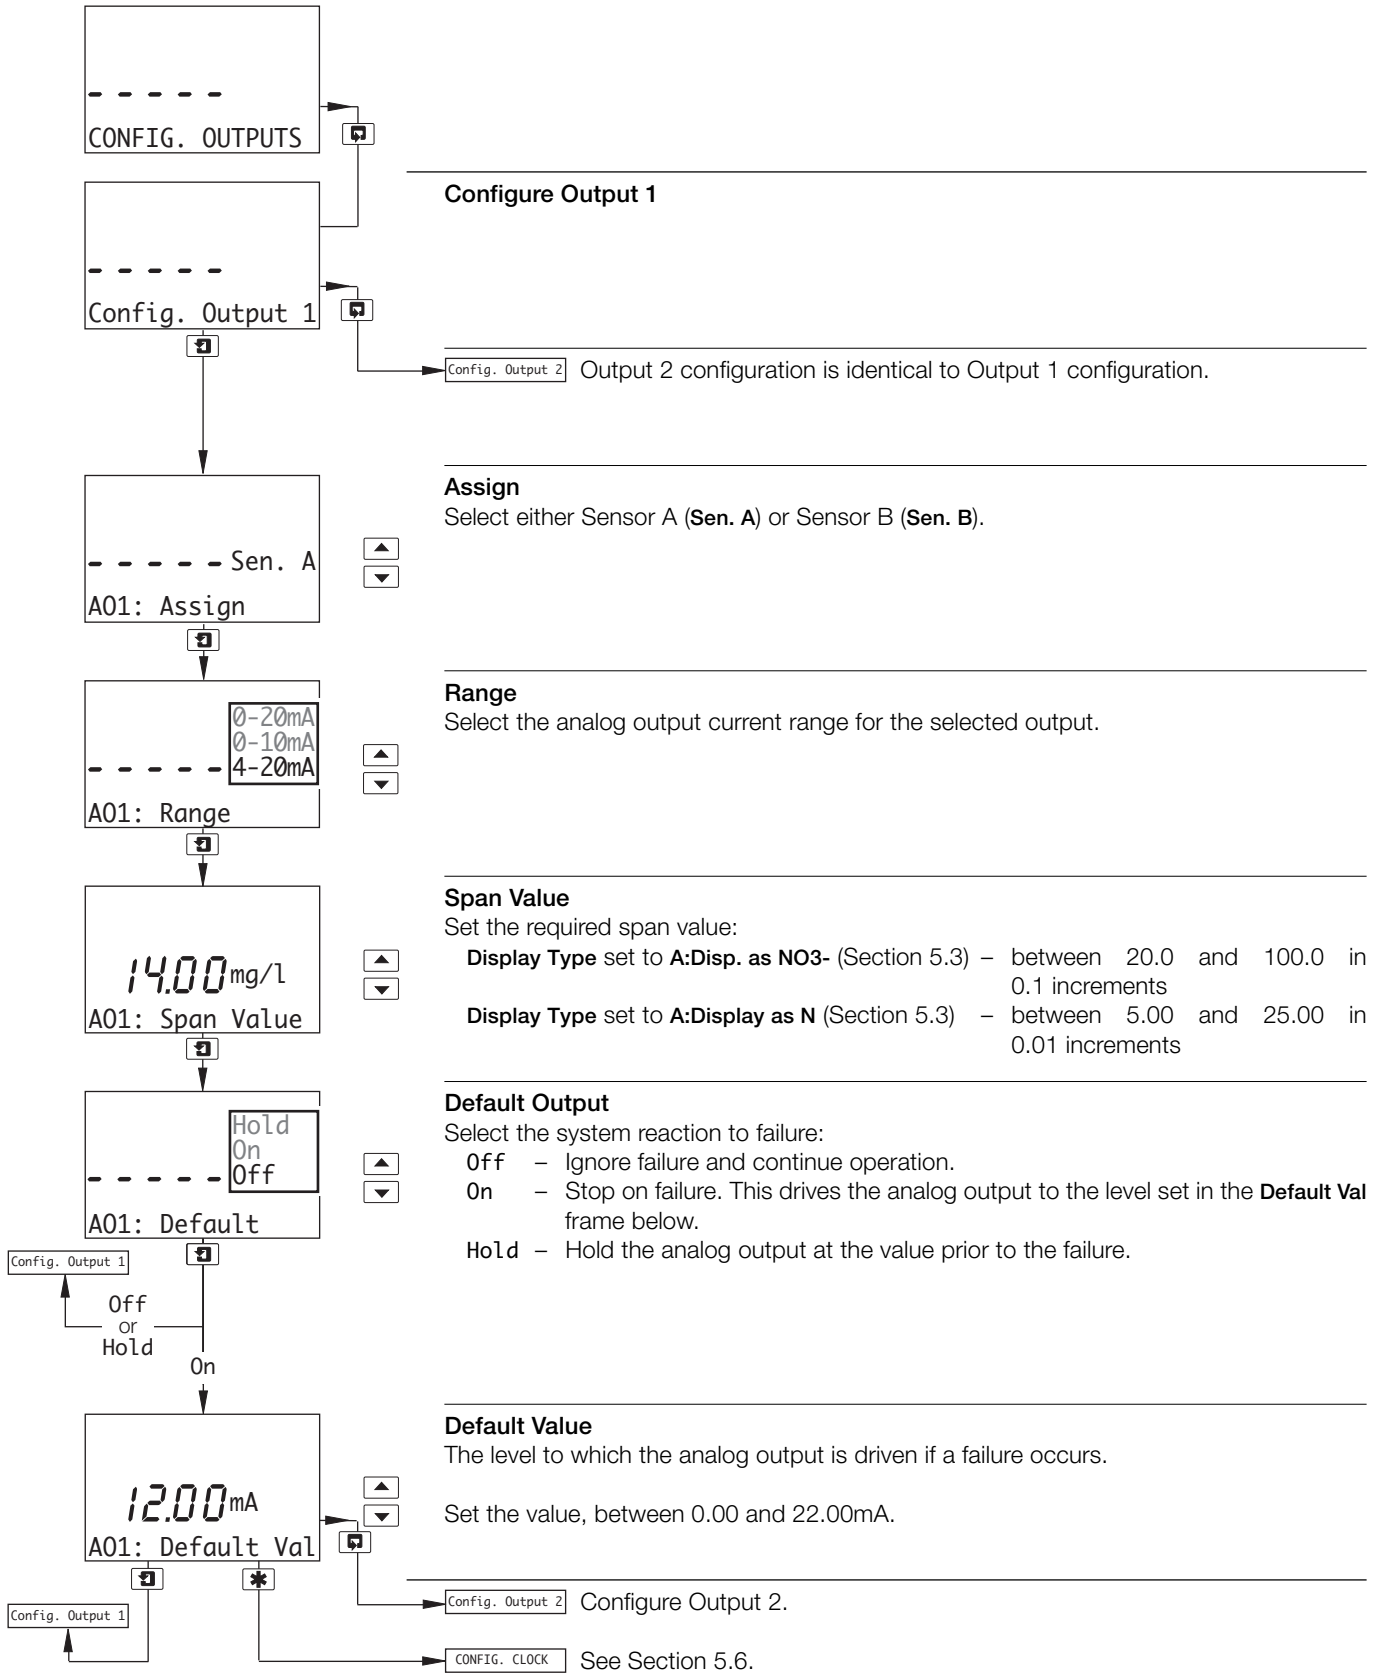 - - - - -
CONFIG. OUTPUTS
Configure Output 1
- - - - -
Config. Output 1
Config. Output 2 Output 2 configuration is identical to Output 1 configuration.
Assign
Select either Sensor A (Sen. A) or Sensor B (Sen. B).
- - - - - Sen. A
AO1: Assign
Range
Select the analog output current range for the selected output.
0-20mA
0-10mA
- - - - - 4-20mA
AO1: Range
Span Value
Set the required span value:
Display Type set to A:Disp. as NO3- (Section 5.3) – between 20.0 and 100.0 in
0.1 increments
Display Type set to A:Display as N (Section 5.3) – between 5.00 and 25.00 in
0.01 increments
14.00 mg/l
AO1: Span Value
Default Output
Select the system reaction to failure:
Off – Ignore failure and continue operation.
On – Stop on failure. This drives the analog output to the level set in the Default Val
frame below.
Hold – Hold the analog output at the value prior to the failure.
Hold
On
- - - - - Off
AO1: Default
Config. Output 1
Off
or
Hold
On
Default Value
The level to which the analog output is driven if a failure occurs.
Set the value, between 0.00 and 22.00mA.
12.00 mA
AO1: Default Val
Config. Output 2 Configure Output 2.
Config. Output 1
CONFIG. CLOCK See Section 5.6.